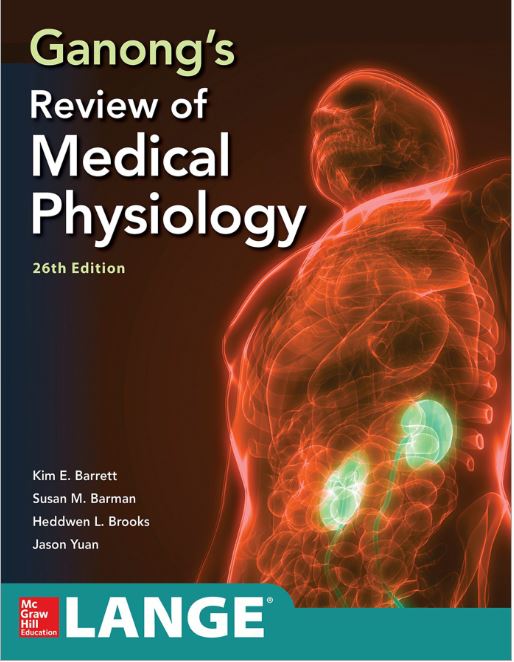 Ganong's
Review of
Medical
Physiology
26th Edition
Kim E. Barrett
Susan M. Barman
Heddwen L. Brooks
Jason Yuan
Mc
Graw
Hill
Education
LANGE®